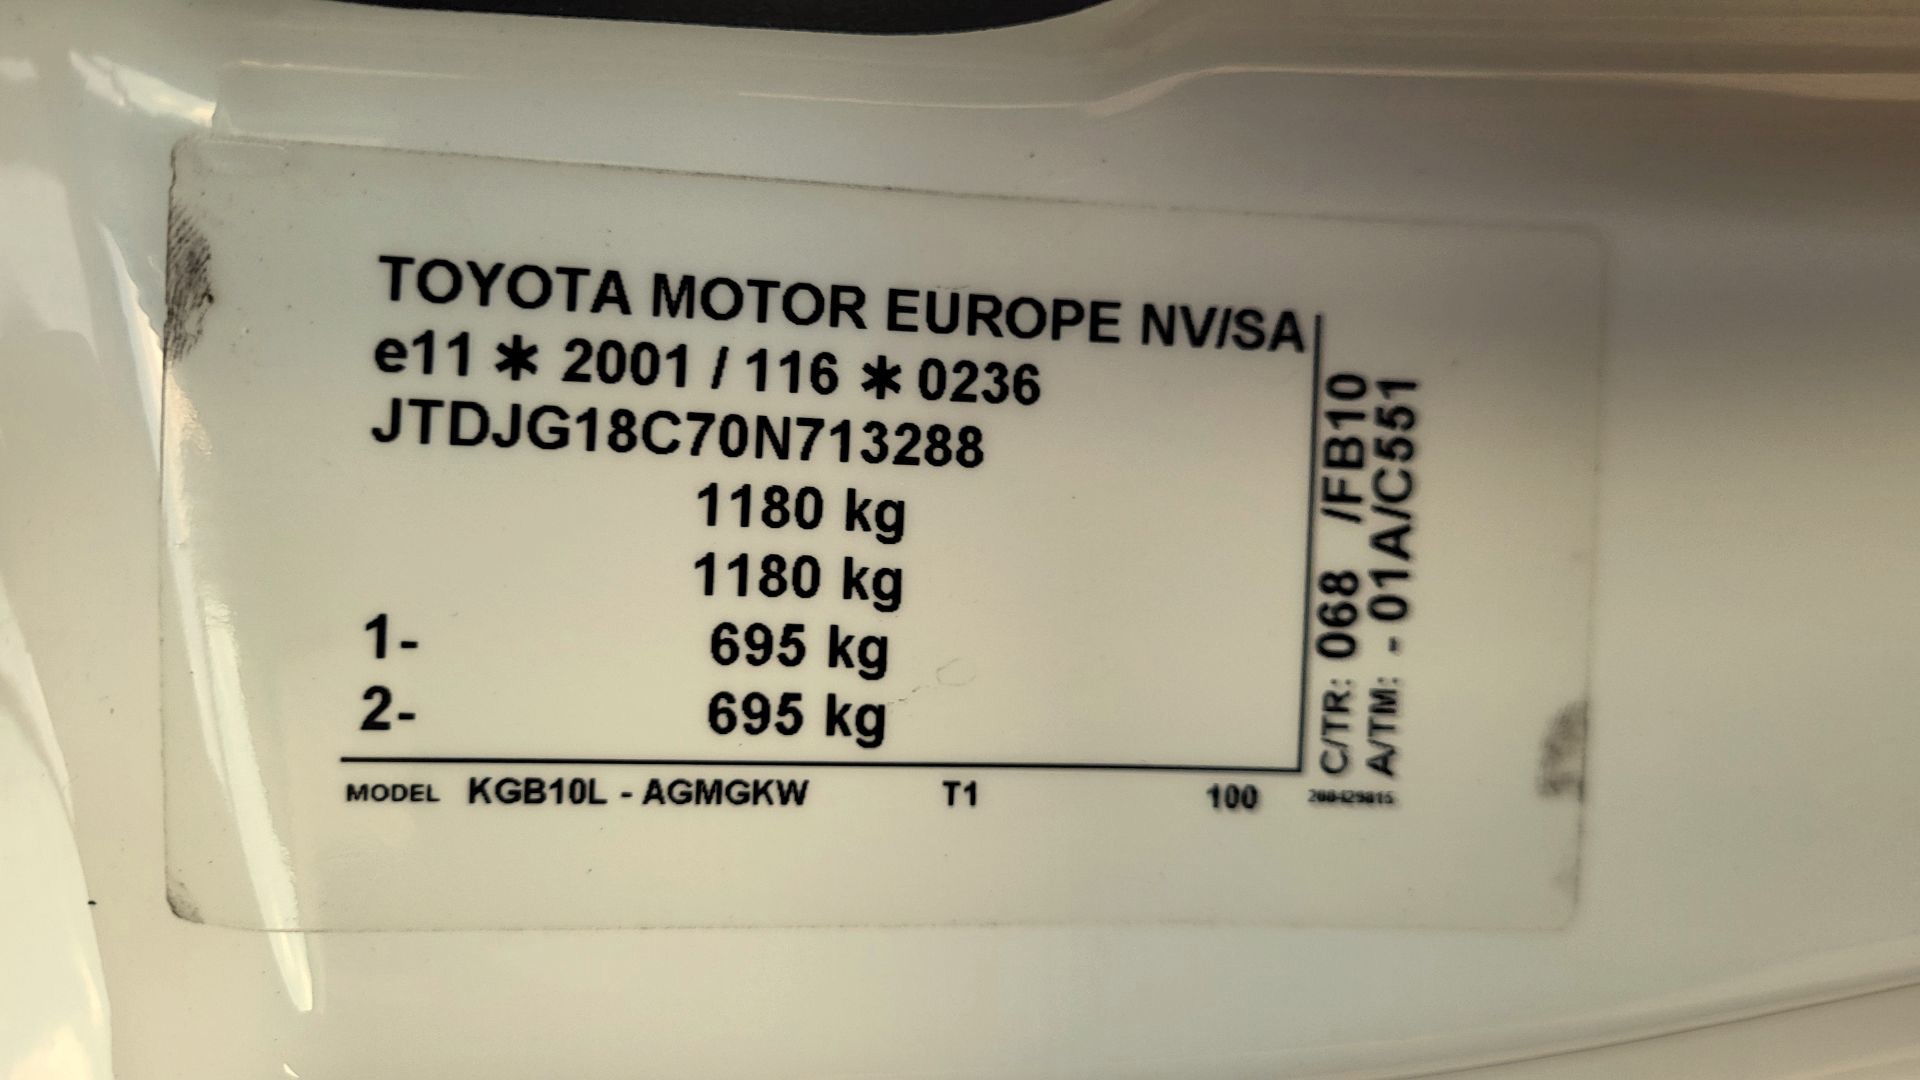 TOYOTA MOTOR EUROPE NV/SA
e11 * 2001 / 116 * 0236
JTDJG18C70N713288
1180 kg
1180 kg
1- 695 kg
2- 695 kg
MODEL KGB10L - AGMGKW T1 100
C/TR: 068 /FB10
A/TM: - 01A/C551